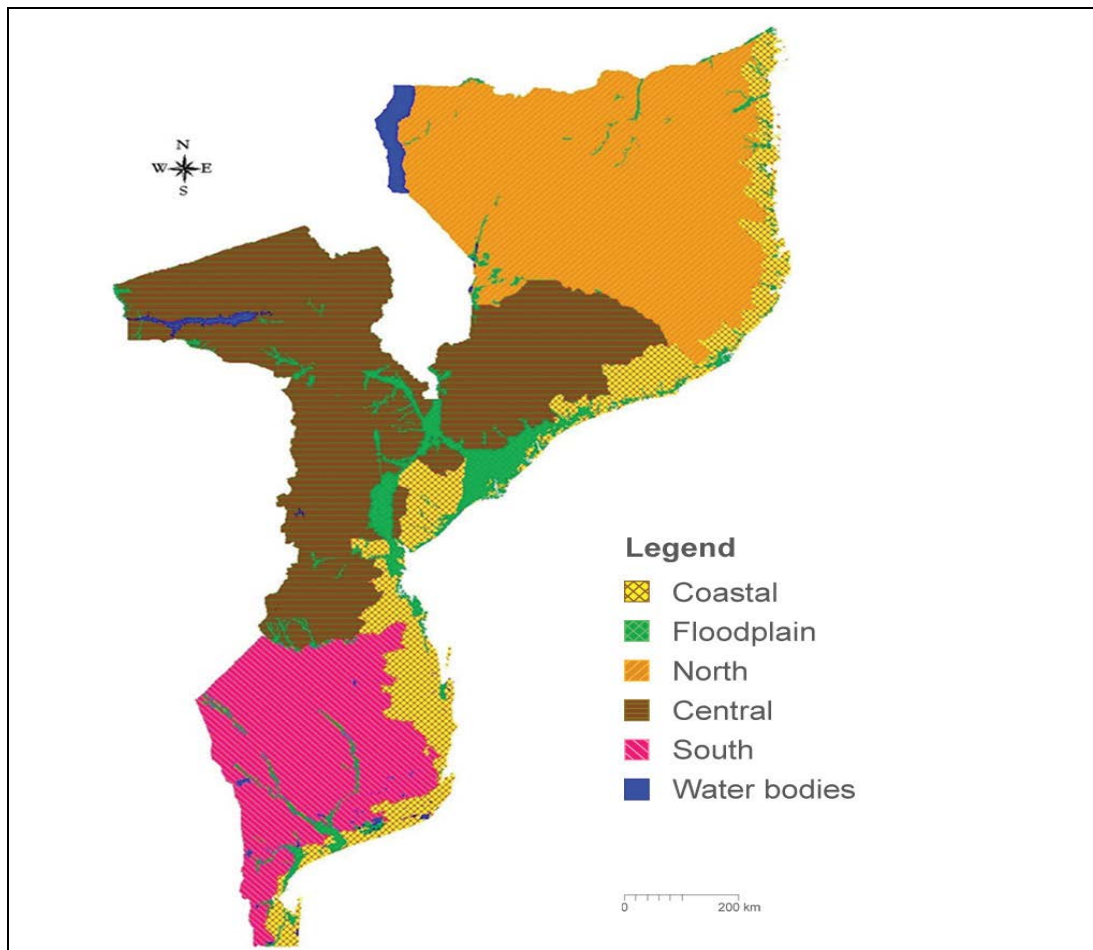 N
W E
S
Legend
Coastal
Floodplain
North
Central
South
Water bodies
0 200 km